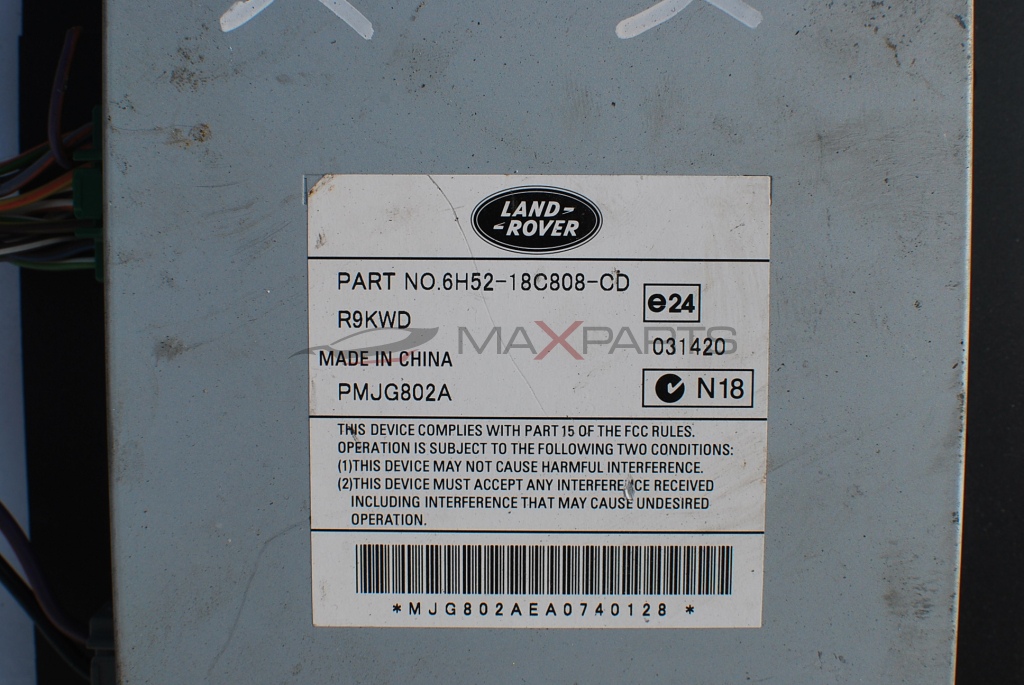 LAND-
-ROVER
PART NO.6H52-18C808-CD
e24
R9KWD
MAXPARTS
031420
MADE IN CHINA
PMJG802A
N18
THIS DEVICE COMPLIES WITH PART 15 OF THE FCC RULES.
OPERATION IS SUBJECT TO THE FOLLOWING TWO CONDITIONS:
(1)THIS DEVICE MAY NOT CAUSE HARMFUL INTERFERENCE.
(2)THIS DEVICE MUST ACCEPT ANY INTERFERENCE RECEIVED
INCLUDING INTERFERENCE THAT MAY CAUSE UNDESIRED
OPERATION.
*MJG802AEA0740128 *